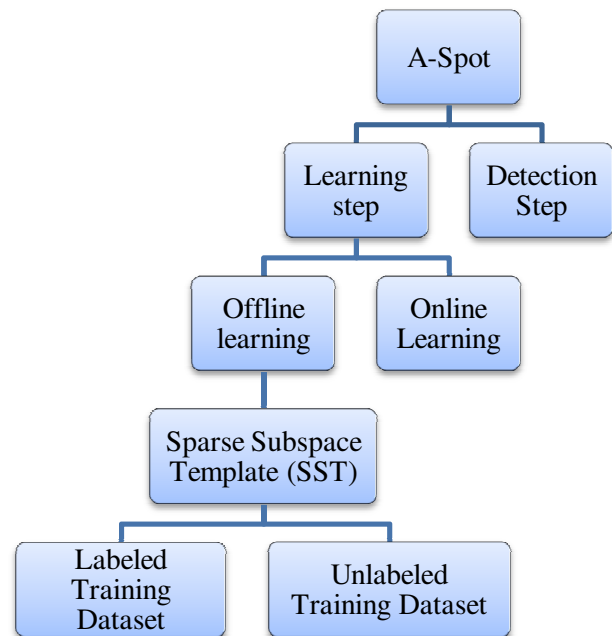 A-Spot
Learning
step
Detection
Step
Offline
learning
Online
Learning
Sparse Subspace
Template (SST)
Labeled
Training
Dataset
Unlabeled
Training Dataset